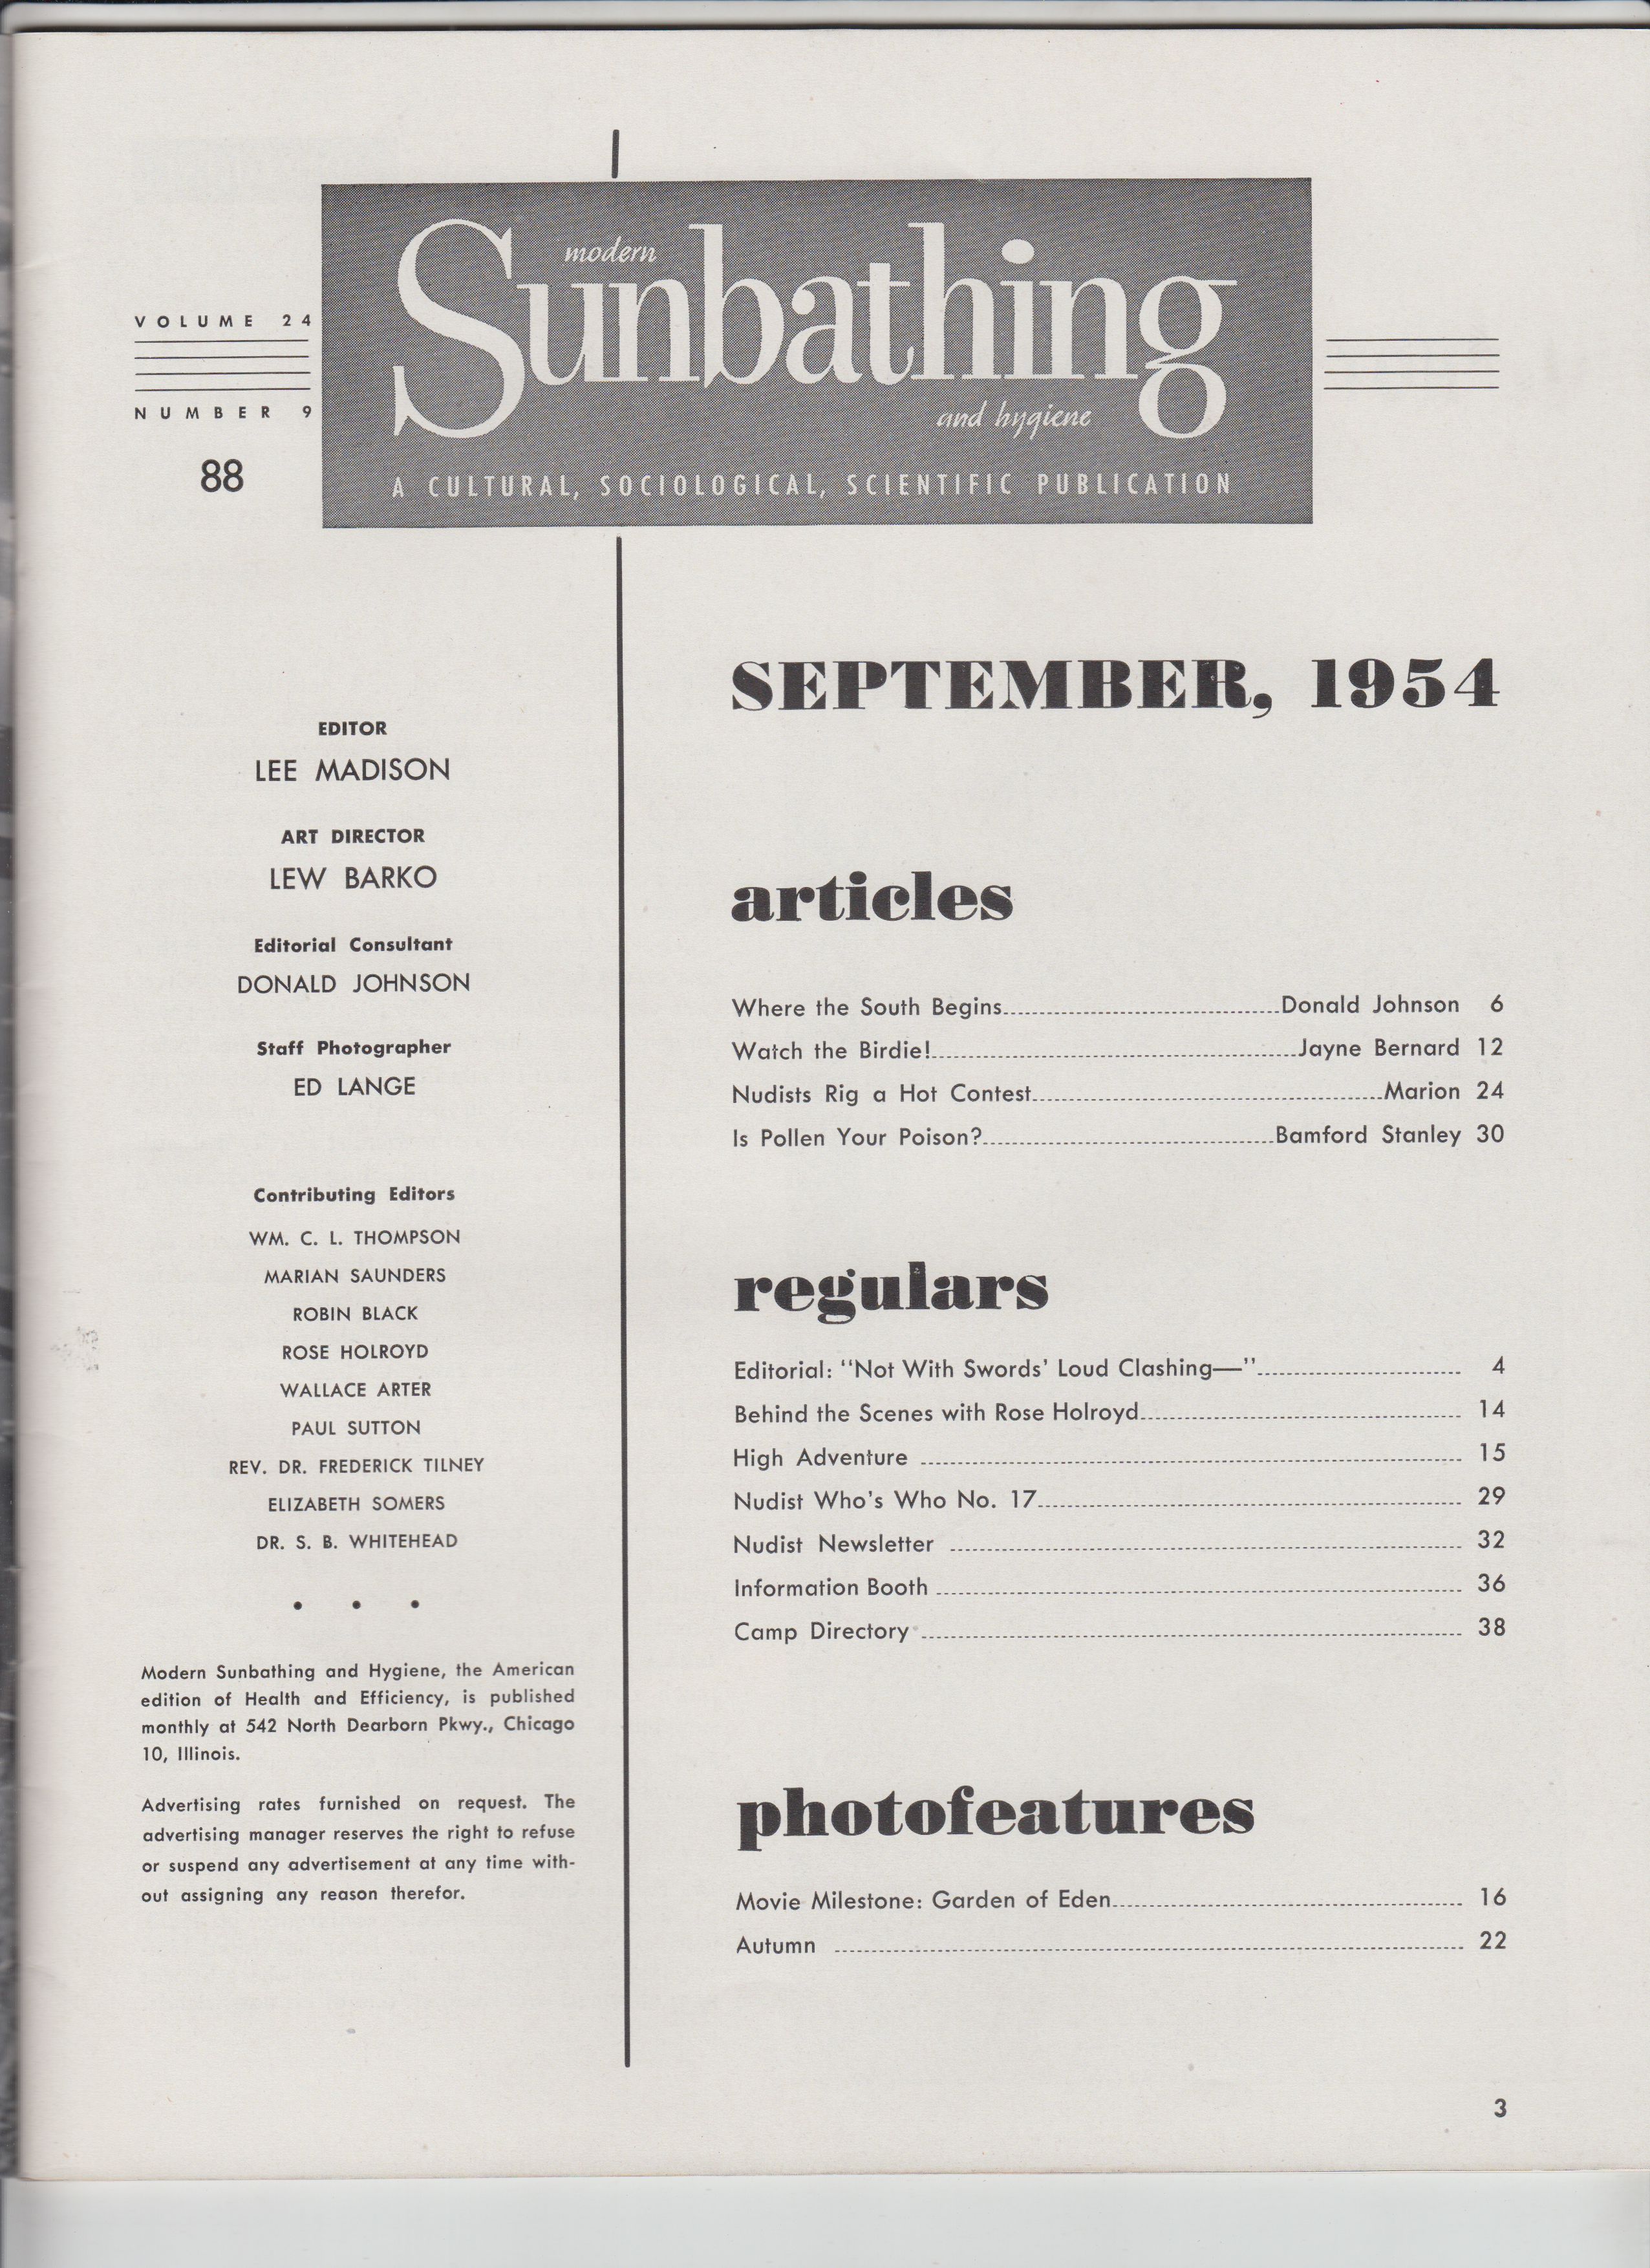 modern
Sunbathing
and hygiene
A CULTURAL, SOCIOLOGICAL, SCIENTIFIC PUBLICATION
VOLUME 24
NUMBER 9
88
EDITOR
LEE MADISON
ART DIRECTOR
LEW BARKO
Editorial Consultant
DONALD JOHNSON
Staff Photographer
ED LANGE
Contributing Editors
WM. C. L. THOMPSON
MARIAN SAUNDERS
ROBIN BLACK
ROSE HOLROYD
WALLACE ARTER
PAUL SUTTON
REV. DR. FREDERICK TILNEY
ELIZABETH SOMERS
DR. S. B. WHITEHEAD
• • •
Modern Sunbathing and Hygiene, the American
edition of Health and Efficiency, is published
monthly at 542 North Dearborn Pkwy., Chicago
10, Illinois.
Advertising rates furnished on request. The
advertising manager reserves the right to refuse
or suspend any advertisement at any time with-
out assigning any reason therefor.
SEPTEMBER, 1954
articles
Where the South Begins Donald Johnson 6
Watch the Birdie! Jayne Bernard 12
Nudists Rig a Hot Contest Marion 24
Is Pollen Your Poison? Bamford Stanley 30
regulars
Editorial: "Not With Swords' Loud Clashing—" 4
Behind the Scenes with Rose Holroyd 14
High Adventure 15
Nudist Who's Who No. 17 29
Nudist Newsletter 32
Information Booth 36
Camp Directory 38
photofeatures
Movie Milestone: Garden of Eden 16
Autumn 22
3